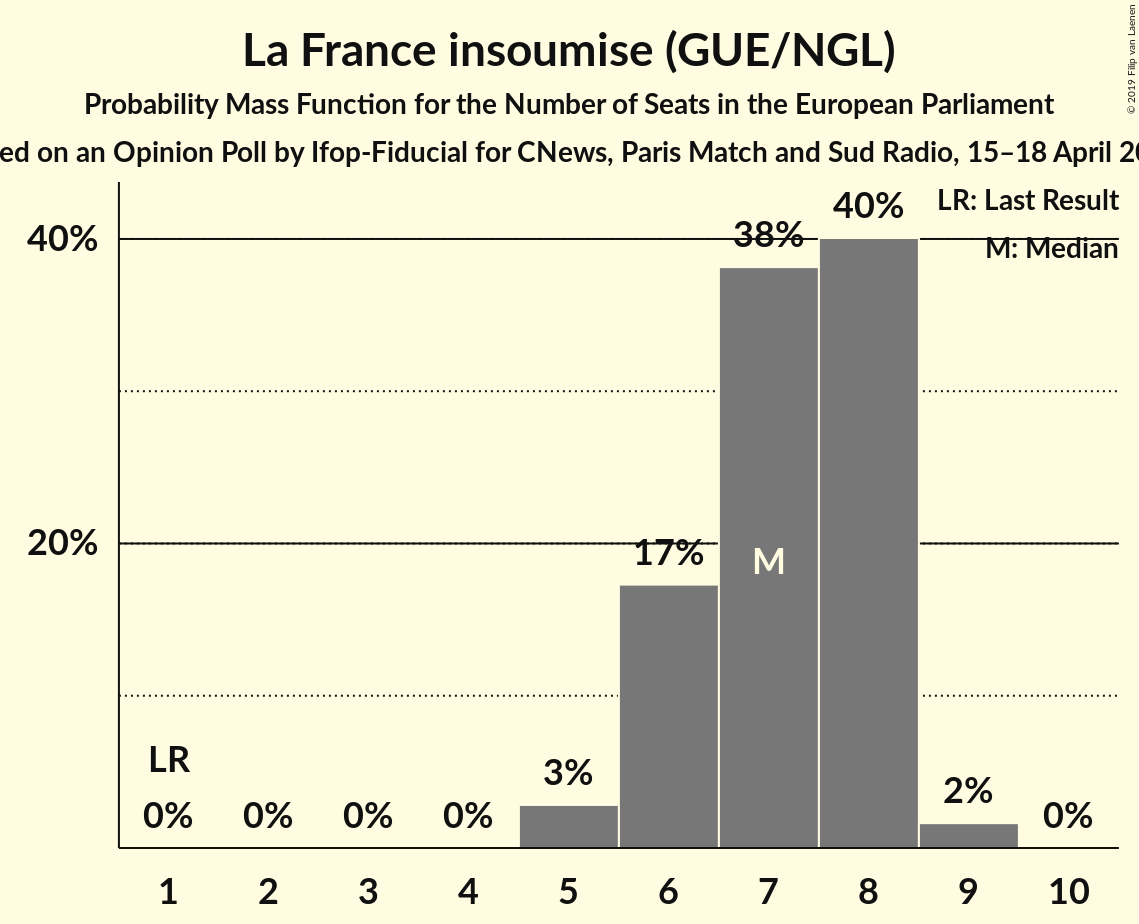 La France insoumise (GUE/NGL)
Probability Mass Function for the Number of Seats in the European Parliament
on an Opinion Poll by Ifop-Fiducial for CNews, Paris Match and Sud Radio, 15–18 April
© 2019 Filip van Laenen
LR: Last Result
M: Median
40%
20%
40%
38%
17%
M
LR
3%
2%
0%
0%
0%
0%
0%
1 2 3 4 5 6 7 8 9 10